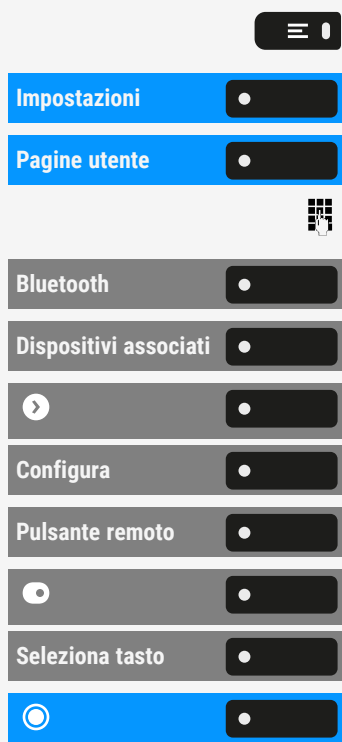 Impostazioni
Pagine utente
Bluetooth
Dispositivi associati
Configura
Pulsante remoto
Seleziona tasto